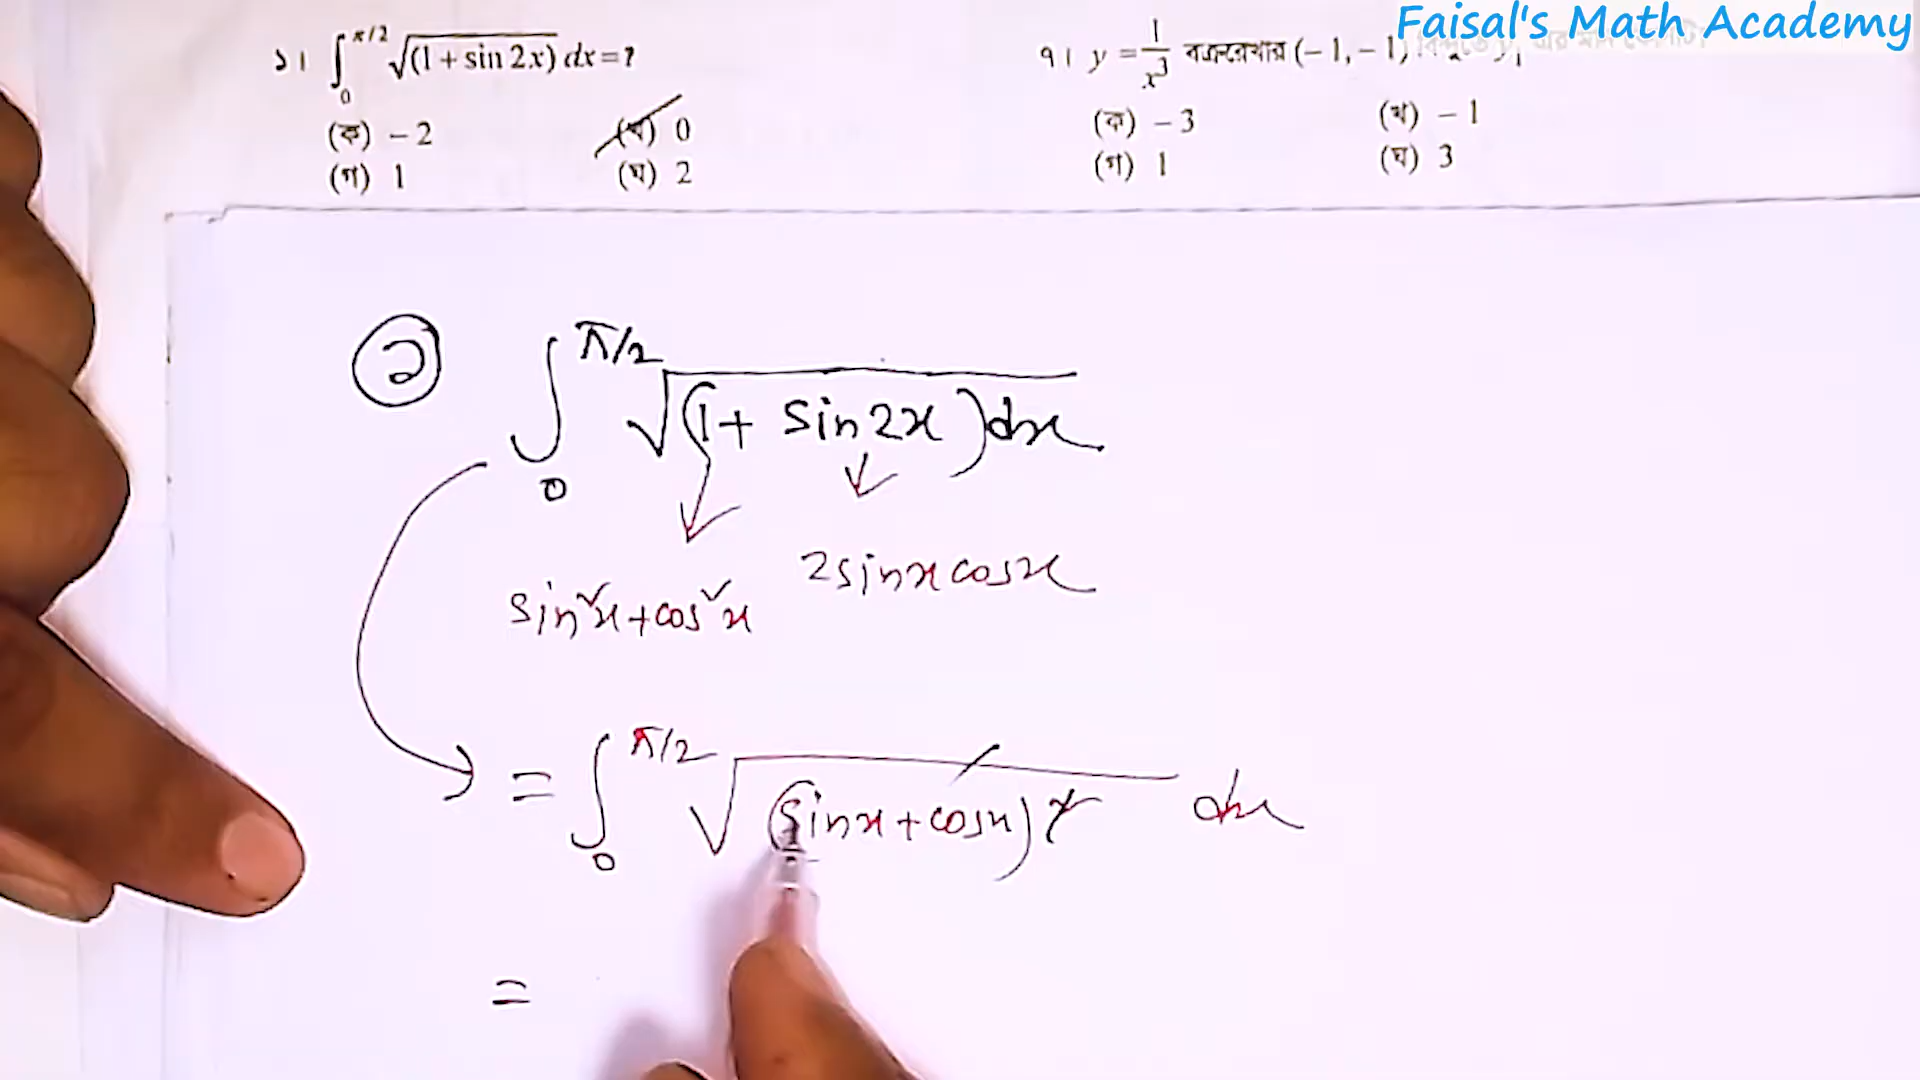 Faisal's Math Academy
১। ∫₀^π/2 √(1 + sin 2x) dx = ?
(ক) – 2
(খ) 0
(গ) 1
(ঘ) 2
৭। y = 1/x³ বক্ররেখার (– 1, – 1)
(ক) – 3
(খ) – 1
(গ) 1
(ঘ) 3
∫₀^π/2 √(1 + sin2x)dx
sin²x + cos²x
2sinx cosx
= ∫₀^π/2 √(sinx + cosx)² dx
=